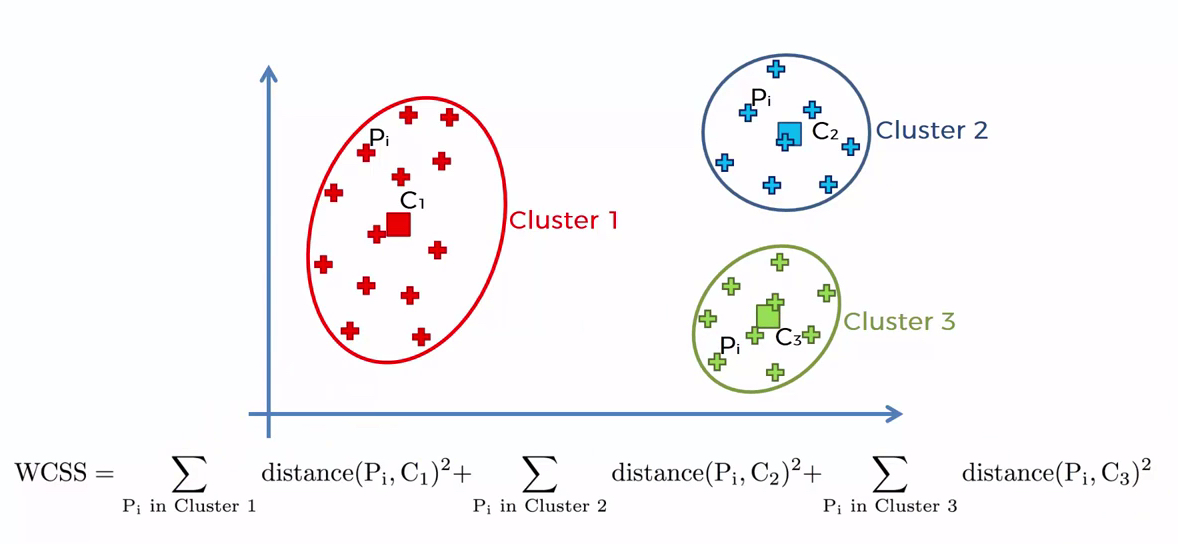 Pᵢ
C₁
Cluster 1
Pᵢ
C₂
Cluster 2
Pᵢ
C₃
Cluster 3
WCSS = ∑ distance(Pᵢ, C₁)² + ∑ distance(Pᵢ, C₂)² + ∑ distance(Pᵢ, C₃)²
Pᵢ in Cluster 1 Pᵢ in Cluster 2 Pᵢ in Cluster 3